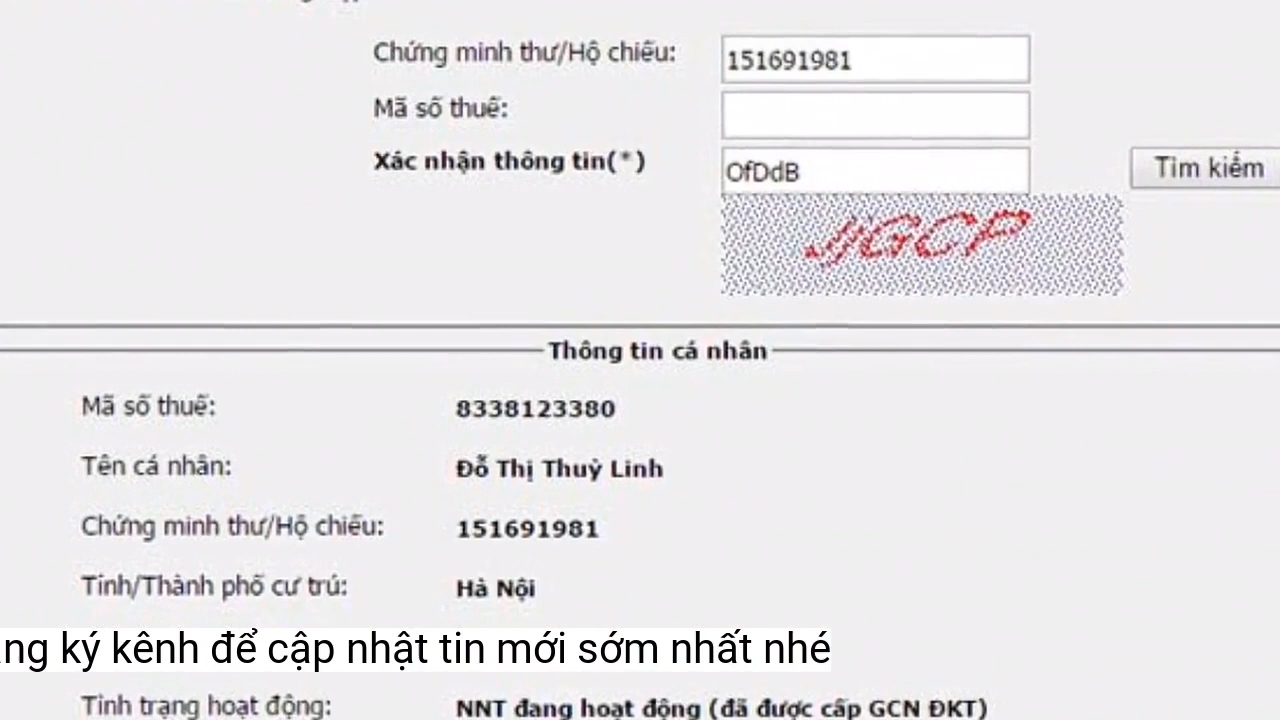 Chứng minh thư/Hộ chiếu: 151691981
Mã số thuế:
Xác nhận thông tin(*) OfDdB Tìm kiếm
Thông tin cá nhân
Mã số thuế: 8338123380
Tên cá nhân: Đỗ Thị Thuỳ Linh
Chứng minh thư/Hộ chiếu: 151691981
Tỉnh/Thành phố cư trú: Hà Nội
ng ký kênh để cập nhật tin mới sớm nhất nhé
Tình trạng hoạt động: NNT đang hoạt động (đã được cấp GCN ĐKT)